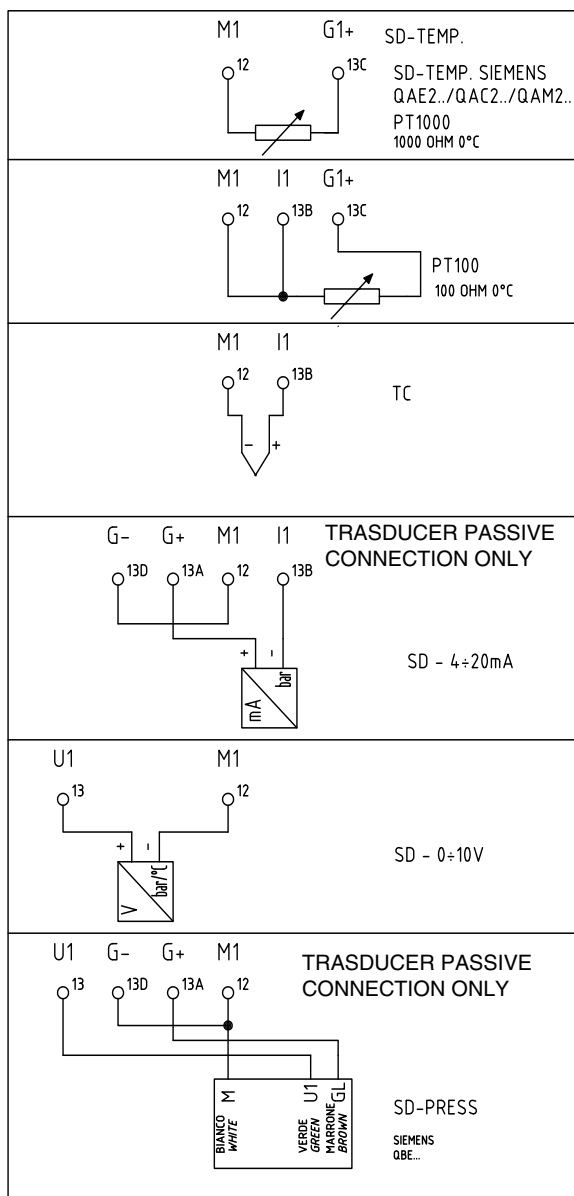 M1 G1+ SD-TEMP.
12 13C SD-TEMP. SIEMENS
QAE2../QAC2../QAM2..
PT1000
1000 OHM 0°C
M1 I1 G1+
12 13B 13C
PT100
100 OHM 0°C
M1 I1
12 13B
TC
- +
G- G+ M1 I1 TRASDUCER PASSIVE
CONNECTION ONLY
13D 13A 12 13B
+ -
SD - 4÷20mA
mA bar
U1 M1
13 12
+ -
SD - 0÷10V
V bar/°C
U1 G- G+ M1 TRASDUCER PASSIVE
CONNECTION ONLY
13 13D 13A 12
M U1 GL
BIANCO VERDE MARRONE
WHITE GREEN BROWN
SD-PRESS
SIEMENS
QBE...